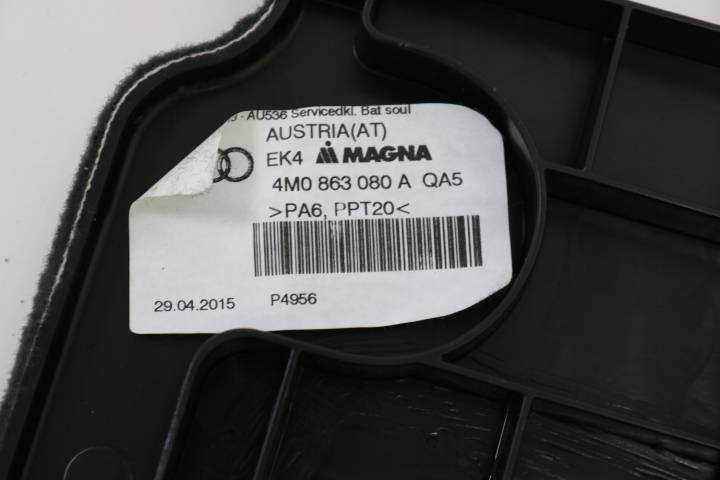 - AU536 Servicedkl. Bat soul
AUSTRIA(AT)
EK4 MAGNA
4M0 863 080 A QA5
>PA6, PPT20<
29.04.2015 P4956